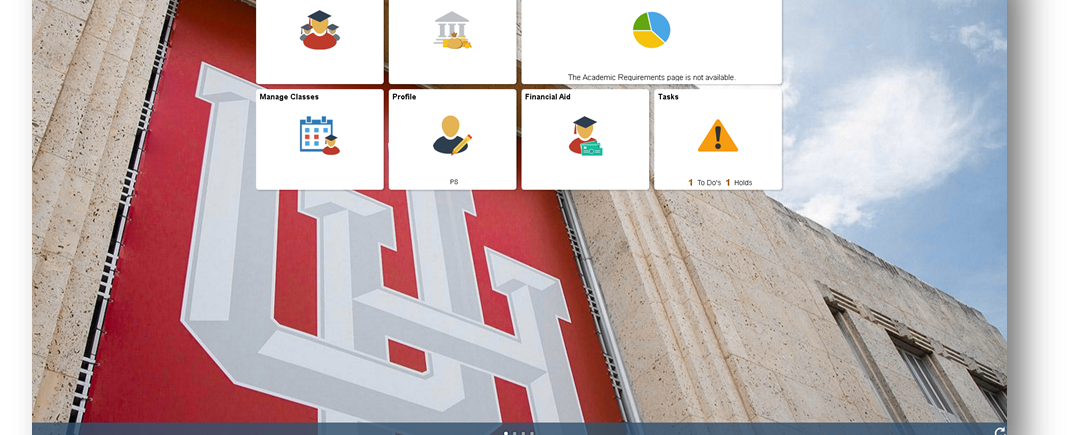 The Academic Requirements page is not available.
Manage Classes
Profile
Financial Aid
Tasks
PS
1 To Do's 1 Holds